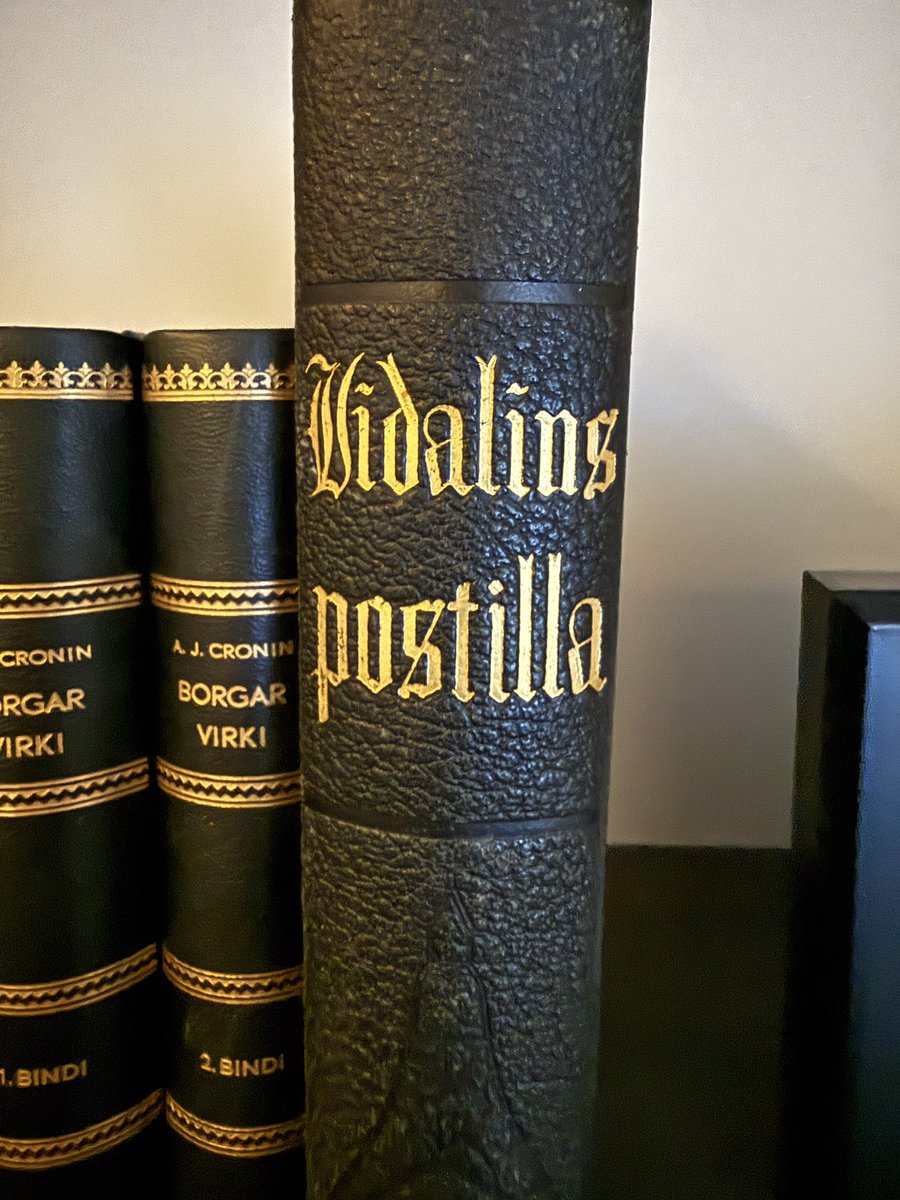 CRONIN
ORGAR
VIRKI
1. BINDI
A. J. CRONIN
BORGAR
VIRKI
2. BINDI
Vidalins
postilla